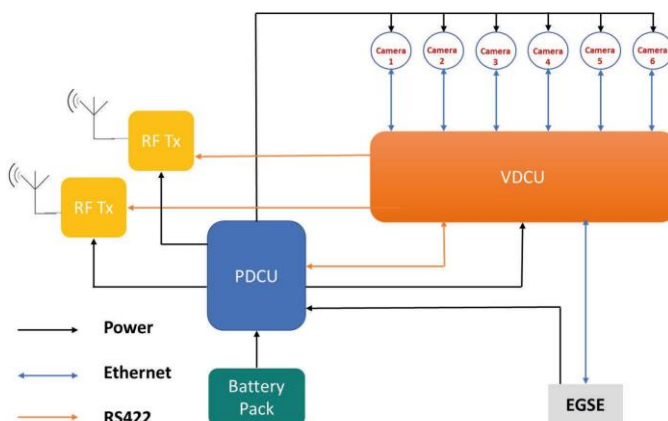 Camera
1
Camera
2
Camera
3
Camera
4
Camera
5
Camera
6
RF Tx
VDCU
RF Tx
PDCU
Power
Ethernet
Battery
Pack
EGSE
RS422